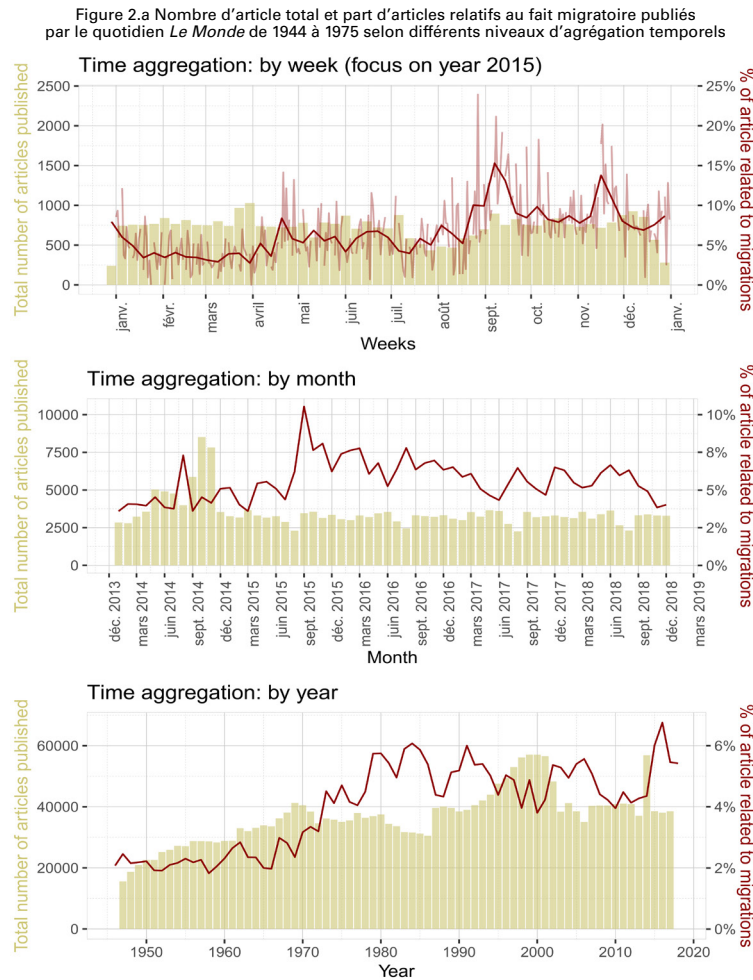 Figure 2.a Nombre d’article total et part d’articles relatifs au fait migratoire publiés
par le quotidien Le Monde de 1944 à 1975 selon différents niveaux d’agrégation temporels
Time aggregation: by week (focus on year 2015)
Total number of articles published
2500
2000
1500
1000
500
0
25%
20%
15%
10%
5%
0%
% of article related to migrations
janv.
févr.
mars
avril
mai
juin
juil.
août
sept.
oct.
nov.
déc.
janv.
Weeks
Time aggregation: by month
Total number of articles published
10000
7500
5000
2500
0
10%
8%
5%
2%
0%
% of article related to migrations
déc. 2013
mars 2014
juin 2014
sept. 2014
déc. 2014
mars 2015
juin 2015
sept. 2015
déc. 2015
mars 2016
juin 2016
sept. 2016
déc. 2016
mars 2017
juin 2017
sept. 2017
déc. 2017
mars 2018
juin 2018
sept. 2018
déc. 2018
mars 2019
Month
Time aggregation: by year
Total number of articles published
60000
40000
20000
0
6%
4%
2%
0%
% of article related to migrations
1950
1960
1970
1980
1990
2000
2010
2020
Year